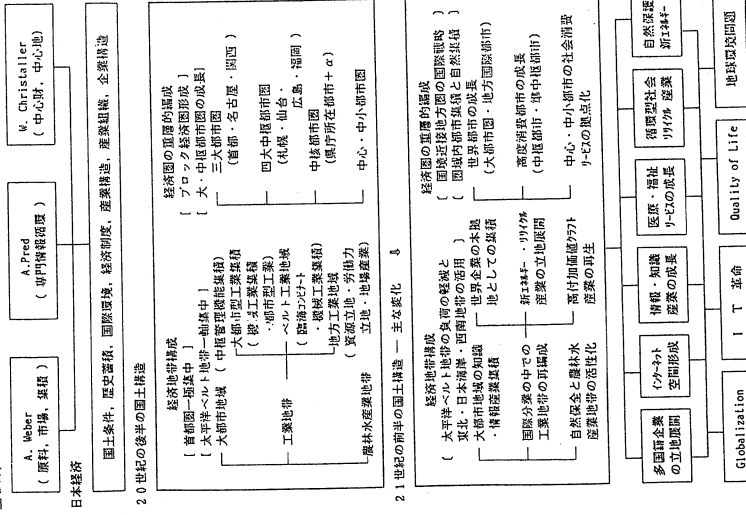 A. Weber
( 原料, 市場, 集積 )
A.Pred
( 専門情報循環 )
W. Christaller
( 中心財, 中心地 )
日本経済
国土条件, 歴史蓄積, 国際環境, 経済制度, 産業構造, 産業組織, 企業構造
20世紀の後半の国土構造
経済地帯構成
[ 首都圏一極集中 ]
[ 太平洋ベルト地帯一軸集中 ]
大都市地域 ( 中枢管理機能集積)
大都市型工業集積
( 機械工業集積
・都市型工業)
工業地帯
ベルト工業地域
( 臨海コンビナート
・機械工業集積)
地方工業地域
( 資源立地・労働力
立地・地場産業)
農林水産業地帯
経済圏の重層的編成
[ ブロック経済圏形成 ]
[ 大・中枢都市圏の成長]
三大都市圏
(首都・名古屋・関西)
四大中枢都市圏
(札幌・仙台・
広島・福岡)
中核都市圏
(県庁所在都市+α)
中心・中小都市圏
21世紀の前半の国土構造 ― 主な変化 ⇓
経済地帯構成
( 太平洋ベルト地帯の負荷の軽減と
東北・日本海岸・西南地帯の活用 )
大都市地域の知識
・情報産業集積
世界企業の本拠
地としての集積
国際分業の中での
工業地帯の再編成
新エネルギー・リサイクル
産業の立地展開
自然保全と農林水
産業地帯の活性化
高付加価値クラフト
産業の再生
経済圏の重層的編成
[ 国境近接地方圏の国際戦略 ]
[ 圏域内都市集積と自然集積 ]
世界都市の成長
(大都市圏・地方国際都市)
高度消費都市の成長
(中枢都市・準中枢都市)
中心・中小都市の社会消費
サービスの拠点化
多国籍企業
の立地展開
インターネット
空間形成
情報・知識
産業の成長
医療・福祉
サービスの成長
循環型社会
リサイクル産業
自然保護
新エネルギー
Globalization
I T 革命
Quality of Life
地球環境問題